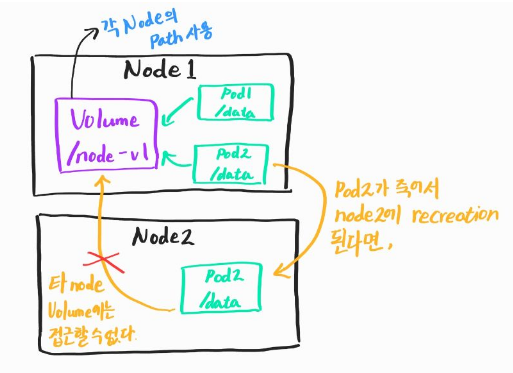 각 Node의
Path 사용
Node1
Volume
/node-v1
Pod1
/data
Pod2
/data
Pod2가 죽어서
node2에 recreation
된다면,
Node2
Pod2
/data
타 node
Volume에는
접근할 수 없다.